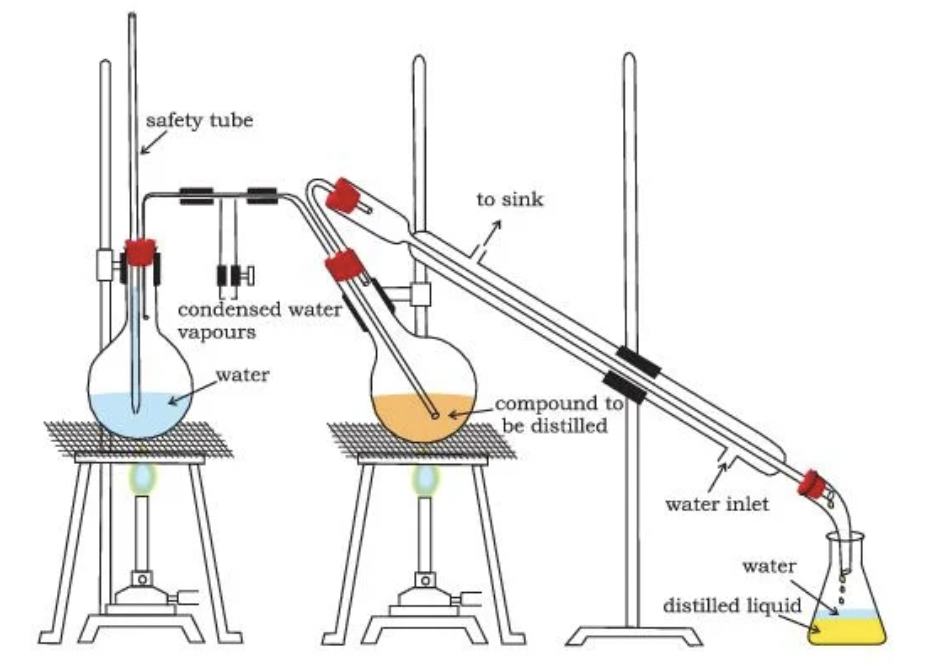 safety tube
to sink
condensed water
vapours
water
compound to
be distilled
water inlet
water
distilled liquid